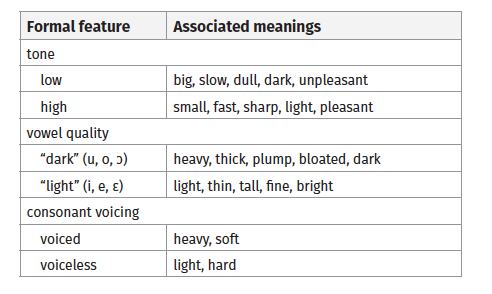 Formal feature Associated meanings
tone
low big, slow, dull, dark, unpleasant
high small, fast, sharp, light, pleasant
vowel quality
“dark” (u, o, ɔ) heavy, thick, plump, bloated, dark
“light” (i, e, ɛ) light, thin, tall, fine, bright
consonant voicing
voiced heavy, soft
voiceless light, hard